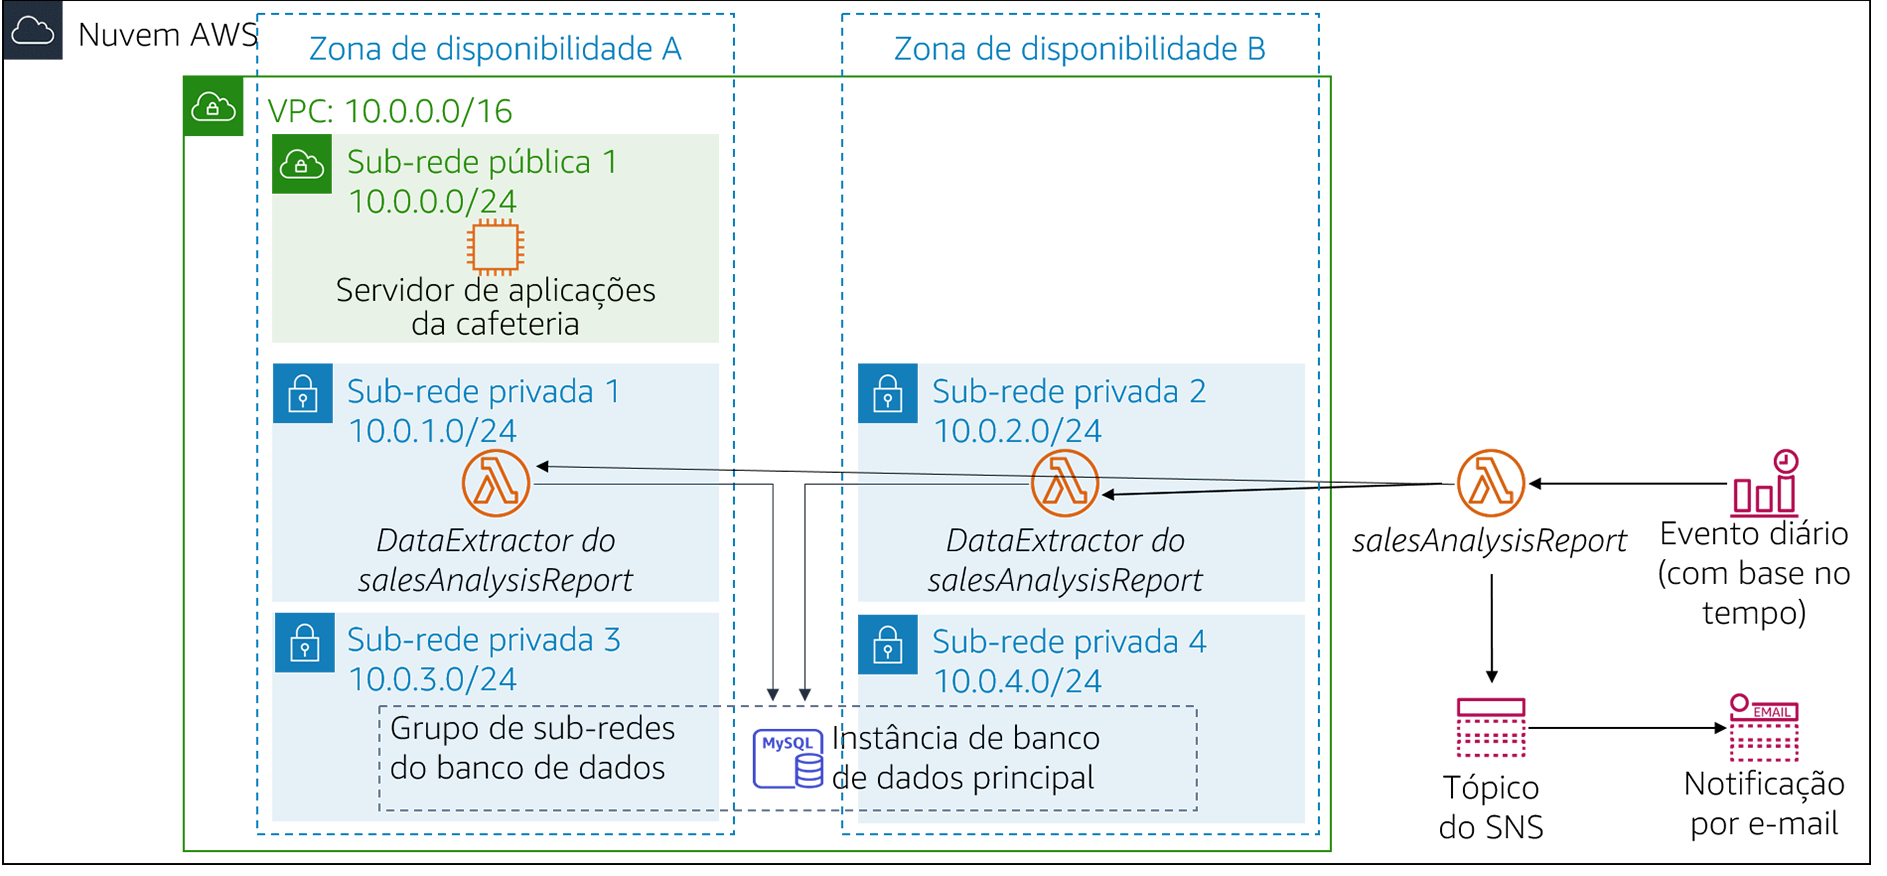 Nuvem AWS
Zona de disponibilidade A
Zona de disponibilidade B
VPC: 10.0.0.0/16
Sub-rede pública 1
10.0.0.0/24
Servidor de aplicações
da cafeteria
Sub-rede privada 1
10.0.1.0/24
DataExtractor do
salesAnalysisReport
Sub-rede privada 2
10.0.2.0/24
DataExtractor do
salesAnalysisReport
salesAnalysisReport
Evento diário
(com base no
tempo)
Sub-rede privada 3
10.0.3.0/24
Sub-rede privada 4
10.0.4.0/24
Grupo de sub-redes
do banco de dados
MySQL
Instância de banco
de dados principal
Tópico
do SNS
EMAIL
Notificação
por e-mail